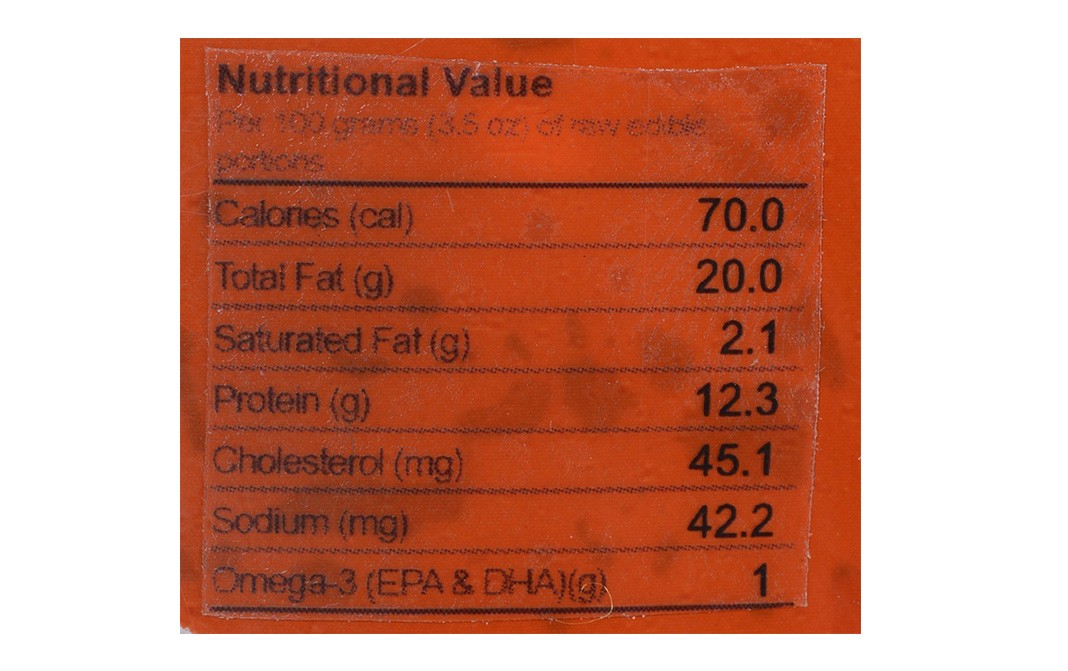 Nutritional Value
Per 100 grams (3.5 oz) of raw edible
portions
Calories (cal) 70.0
Total Fat (g) 20.0
Saturated Fat (g) 2.1
Protein (g) 12.3
Cholesterol (mg) 45.1
Sodium (mg) 42.2
Omega-3 (EPA & DHA)(g) 1